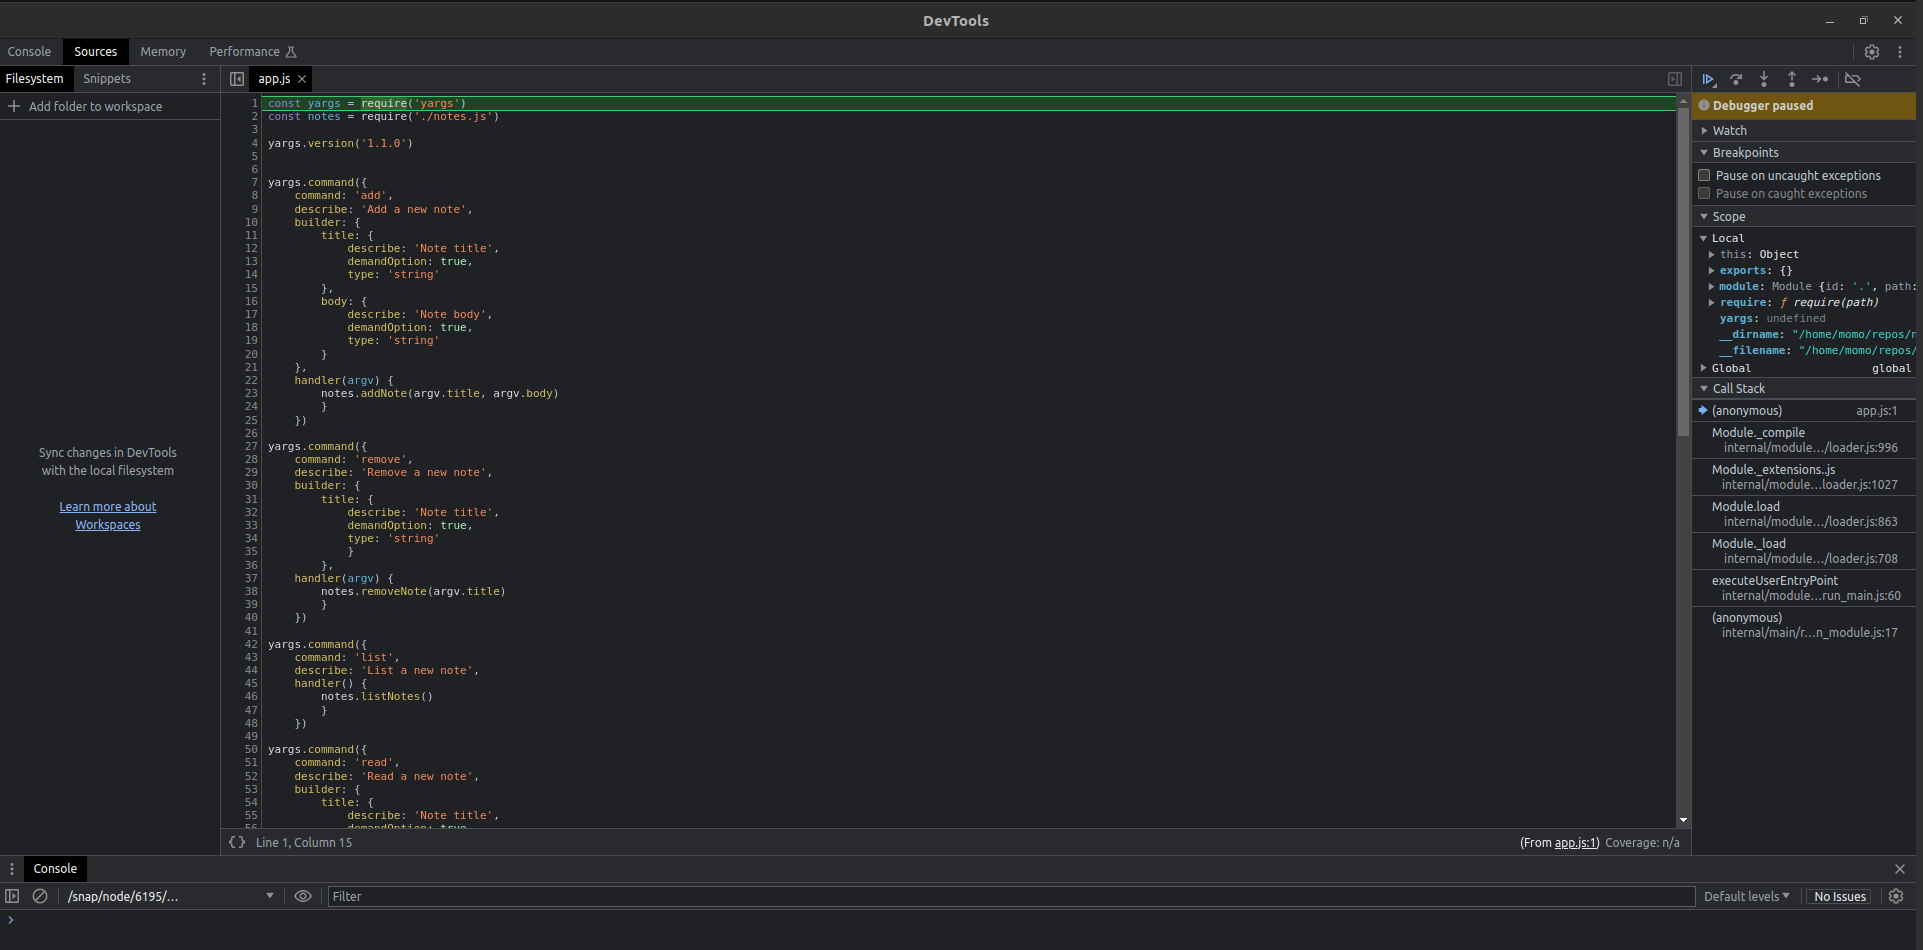 DevTools
Console Sources Memory Performance
Filesystem Snippets
Add folder to workspace
Sync changes in DevTools
with the local filesystem
Learn more about
Workspaces
app.js
1 const yargs = require('yargs')
2 const notes = require('./notes.js')
3
4 yargs.version('1.1.0')
5
6
7 yargs.command({
8     command: 'add',
9     describe: 'Add a new note',
10     builder: {
11         title: {
12             describe: 'Note title',
13             demandOption: true,
14             type: 'string'
15         },
16         body: {
17             describe: 'Note body',
18             demandOption: true,
19             type: 'string'
20         }
21     },
22     handler(argv) {
23         notes.addNote(argv.title, argv.body)
24         }
25     })
26
27 yargs.command({
28     command: 'remove',
29     describe: 'Remove a new note',
30     builder: {
31         title: {
32             describe: 'Note title',
33             demandOption: true,
34             type: 'string'
35             }
36         },
37     handler(argv) {
38         notes.removeNote(argv.title)
39         }
40     })
41
42 yargs.command({
43     command: 'list',
44     describe: 'List a new note',
45     handler() {
46         notes.listNotes()
47         }
48     })
49
50 yargs.command({
51     command: 'read',
52     describe: 'Read a new note',
53     builder: {
54         title: {
55             describe: 'Note title',
56             demandOption: true
{} Line 1, Column 15
(From app.js:1) Coverage: n/a
Debugger paused
Watch
Breakpoints
Pause on uncaught exceptions
Pause on caught exceptions
Scope
Local
this: Object
exports: {}
module: Module {id: '.', path:
require: ƒ require(path)
yargs: undefined
__dirname: "/home/momo/repos/n
__filename: "/home/momo/repos/
Global global
Call Stack
(anonymous) app.js:1
Module._compile
internal/module…/loader.js:996
Module._extensions..js
internal/module…loader.js:1027
Module.load
internal/module…/loader.js:863
Module._load
internal/module…/loader.js:708
executeUserEntryPoint
internal/module…run_main.js:60
(anonymous)
internal/main/r…n_module.js:17
Console
/snap/node/6195/… Filter Default levels No Issues